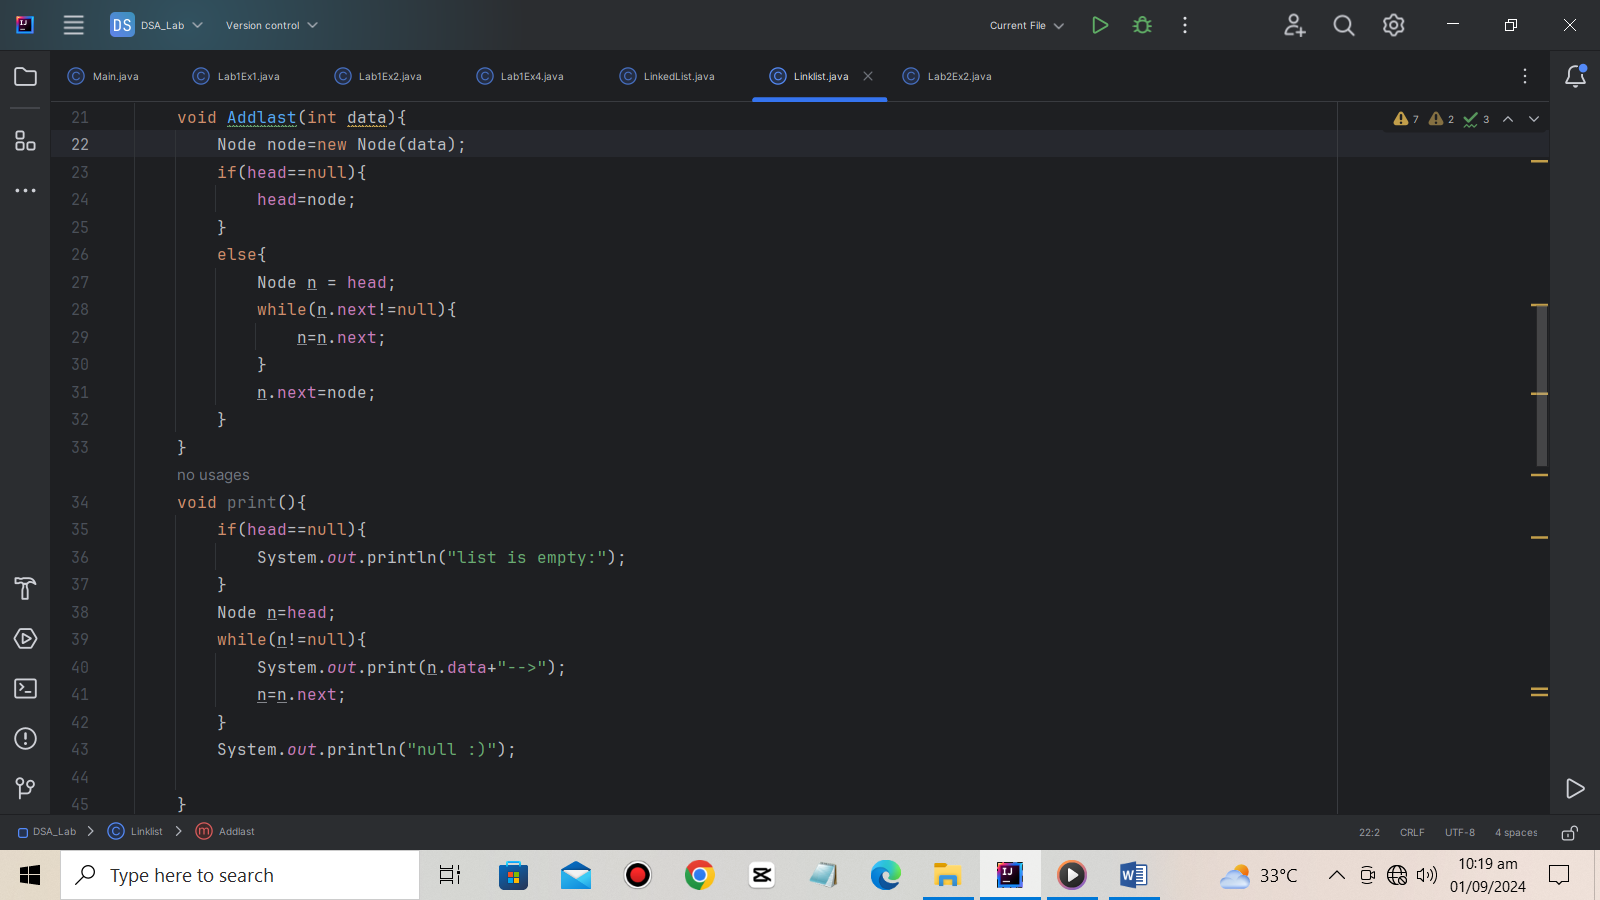 DS DSA_Lab Version control Current File
Main.java Lab1Ex1.java Lab1Ex2.java Lab1Ex4.java LinkedList.java Linklist.java Lab2Ex2.java
7 2 3
21 void Addlast(int data){
22 Node node=new Node(data);
23 if(head==null){
24 head=node;
25 }
26 else{
27 Node n = head;
28 while(n.next!=null){
29 n=n.next;
30 }
31 n.next=node;
32 }
33 }
no usages
34 void print(){
35 if(head==null){
36 System.out.println("list is empty:");
37 }
38 Node n=head;
39 while(n!=null){
40 System.out.print(n.data+"-->");
41 n=n.next;
42 }
43 System.out.println("null :)");
44
45 }
DSA_Lab Linklist Addlast 22:2 CRLF UTF-8 4 spaces
Type here to search
33°C
10:19 am
01/09/2024